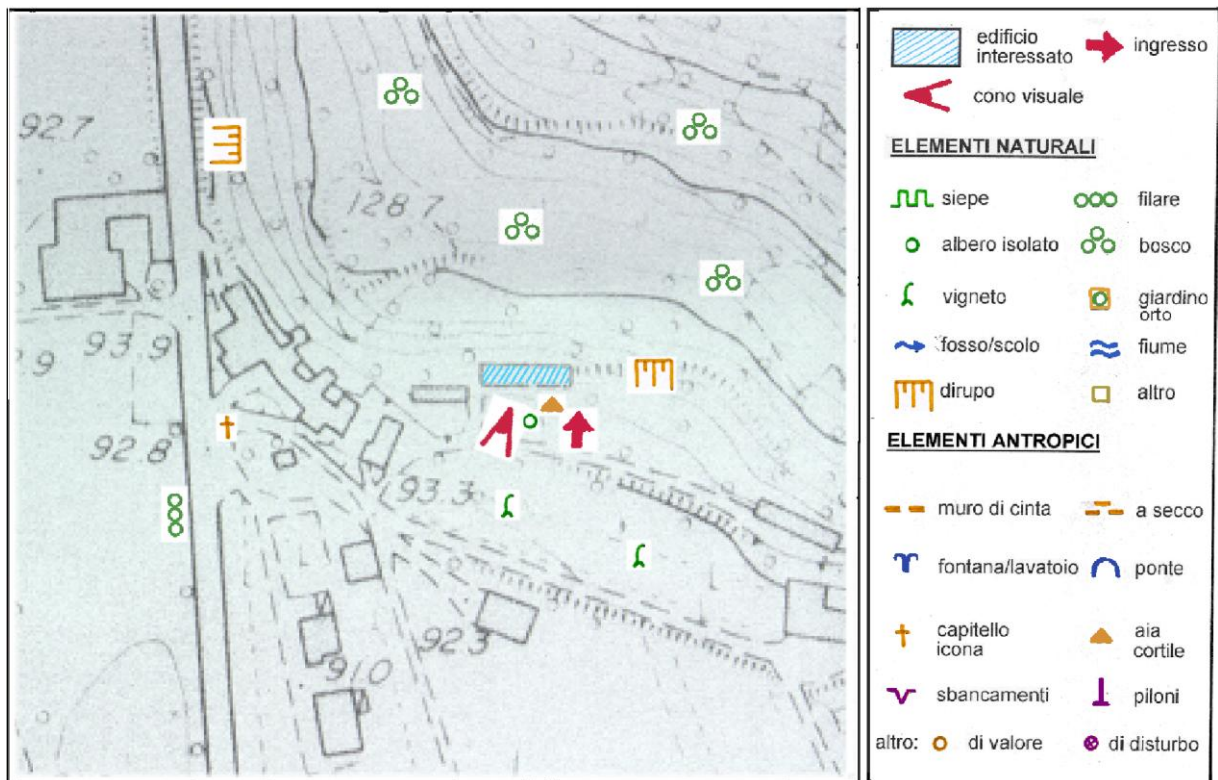 92.7
128.7
93.9
9
92.8
93.3
92.3
91.0
edificio
interessato
ingresso
cono visuale
ELEMENTI NATURALI
siepe
filare
albero isolato
bosco
vigneto
giardino
orto
fosso/scolo
fiume
dirupo
altro
ELEMENTI ANTROPICI
muro di cinta
a secco
fontana/lavatoio
ponte
capitello
icona
aia
cortile
sbancamenti
piloni
altro: di valore
di disturbo